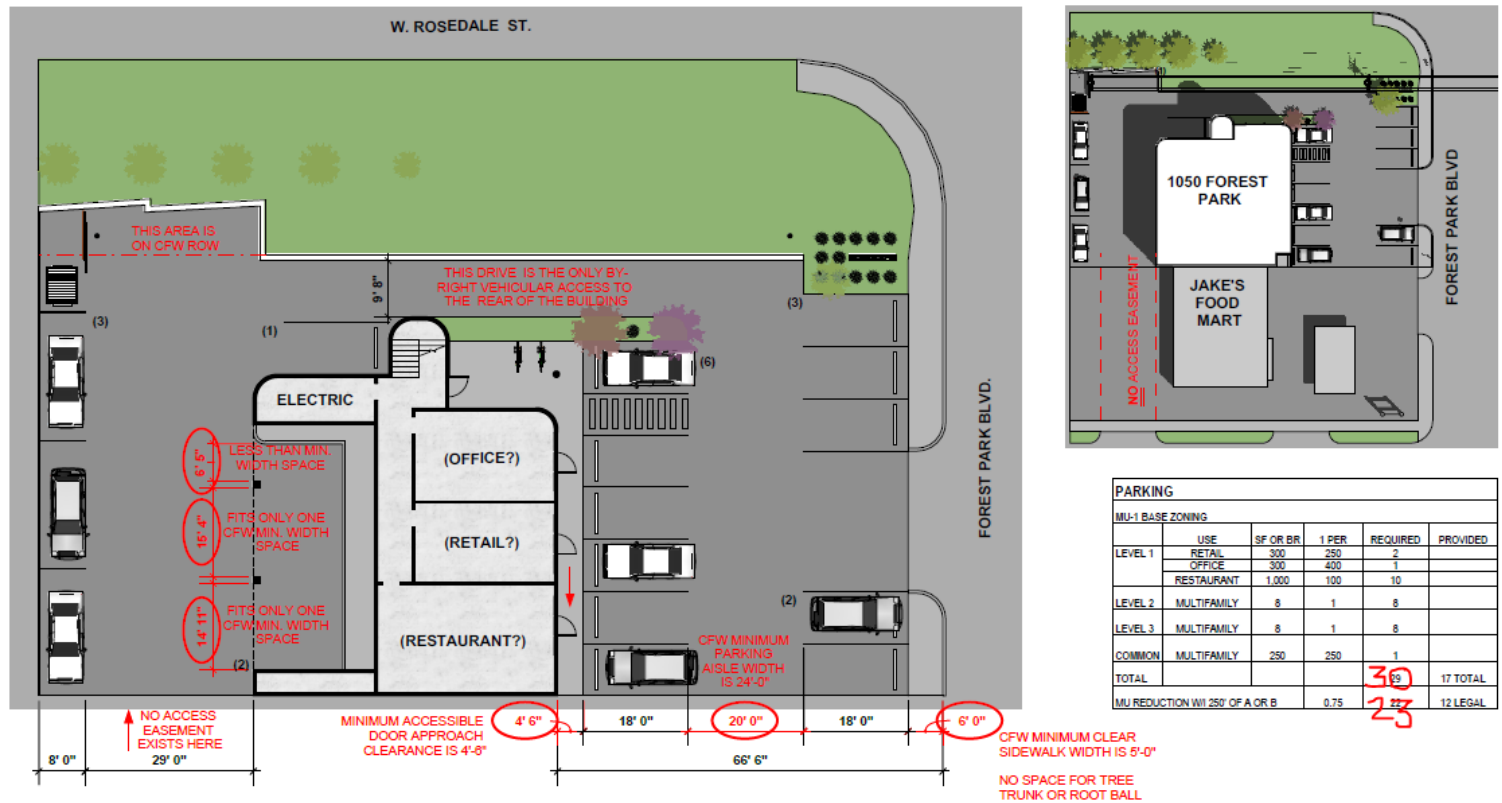 W. ROSEDALE ST.
THIS AREA IS
ON CFW ROW
9' 8"
THIS DRIVE IS THE ONLY BY-
RIGHT VEHICULAR ACCESS TO
THE REAR OF THE BUILDING
(3)
(1)
(3)
(6)
ELECTRIC
6' 5"
LESS THAN MIN.
WIDTH SPACE
(OFFICE?)
15' 4"
FITS ONLY ONE
CFW MIN. WIDTH
SPACE
(RETAIL?)
FOREST PARK BLVD.
14' 11"
FITS ONLY ONE
CFW MIN. WIDTH
SPACE
(2)
(RESTAURANT?)
(2)
CFW MINIMUM
PARKING
AISLE WIDTH
IS 24'-0"
NO ACCESS
EASEMENT
EXISTS HERE
MINIMUM ACCESSIBLE
DOOR APPROACH
CLEARANCE IS 4'-6"
4' 6"
18' 0"
20' 0"
18' 0"
6' 0"
CFW MINIMUM CLEAR
SIDEWALK WIDTH IS 5'-0"
NO SPACE FOR TREE
TRUNK OR ROOT BALL
8' 0"
29' 0"
66' 6"
1050 FOREST
PARK
FOREST PARK BLVD
NO ACCESS EASEMENT
JAKE'S
FOOD
MART
PARKING
MU-1 BASE ZONING
USE SF OR BR 1 PER REQUIRED PROVIDED
LEVEL 1 RETAIL 300 250 2
OFFICE 300 400 1
RESTAURANT 1,000 100 10
LEVEL 2 MULTIFAMILY 8 1 8
LEVEL 3 MULTIFAMILY 8 1 8
COMMON MULTIFAMILY 250 250 1
TOTAL 30 29 17 TOTAL
MU REDUCTION W/I 250' OF A OR B 0.75 23 22 12 LEGAL